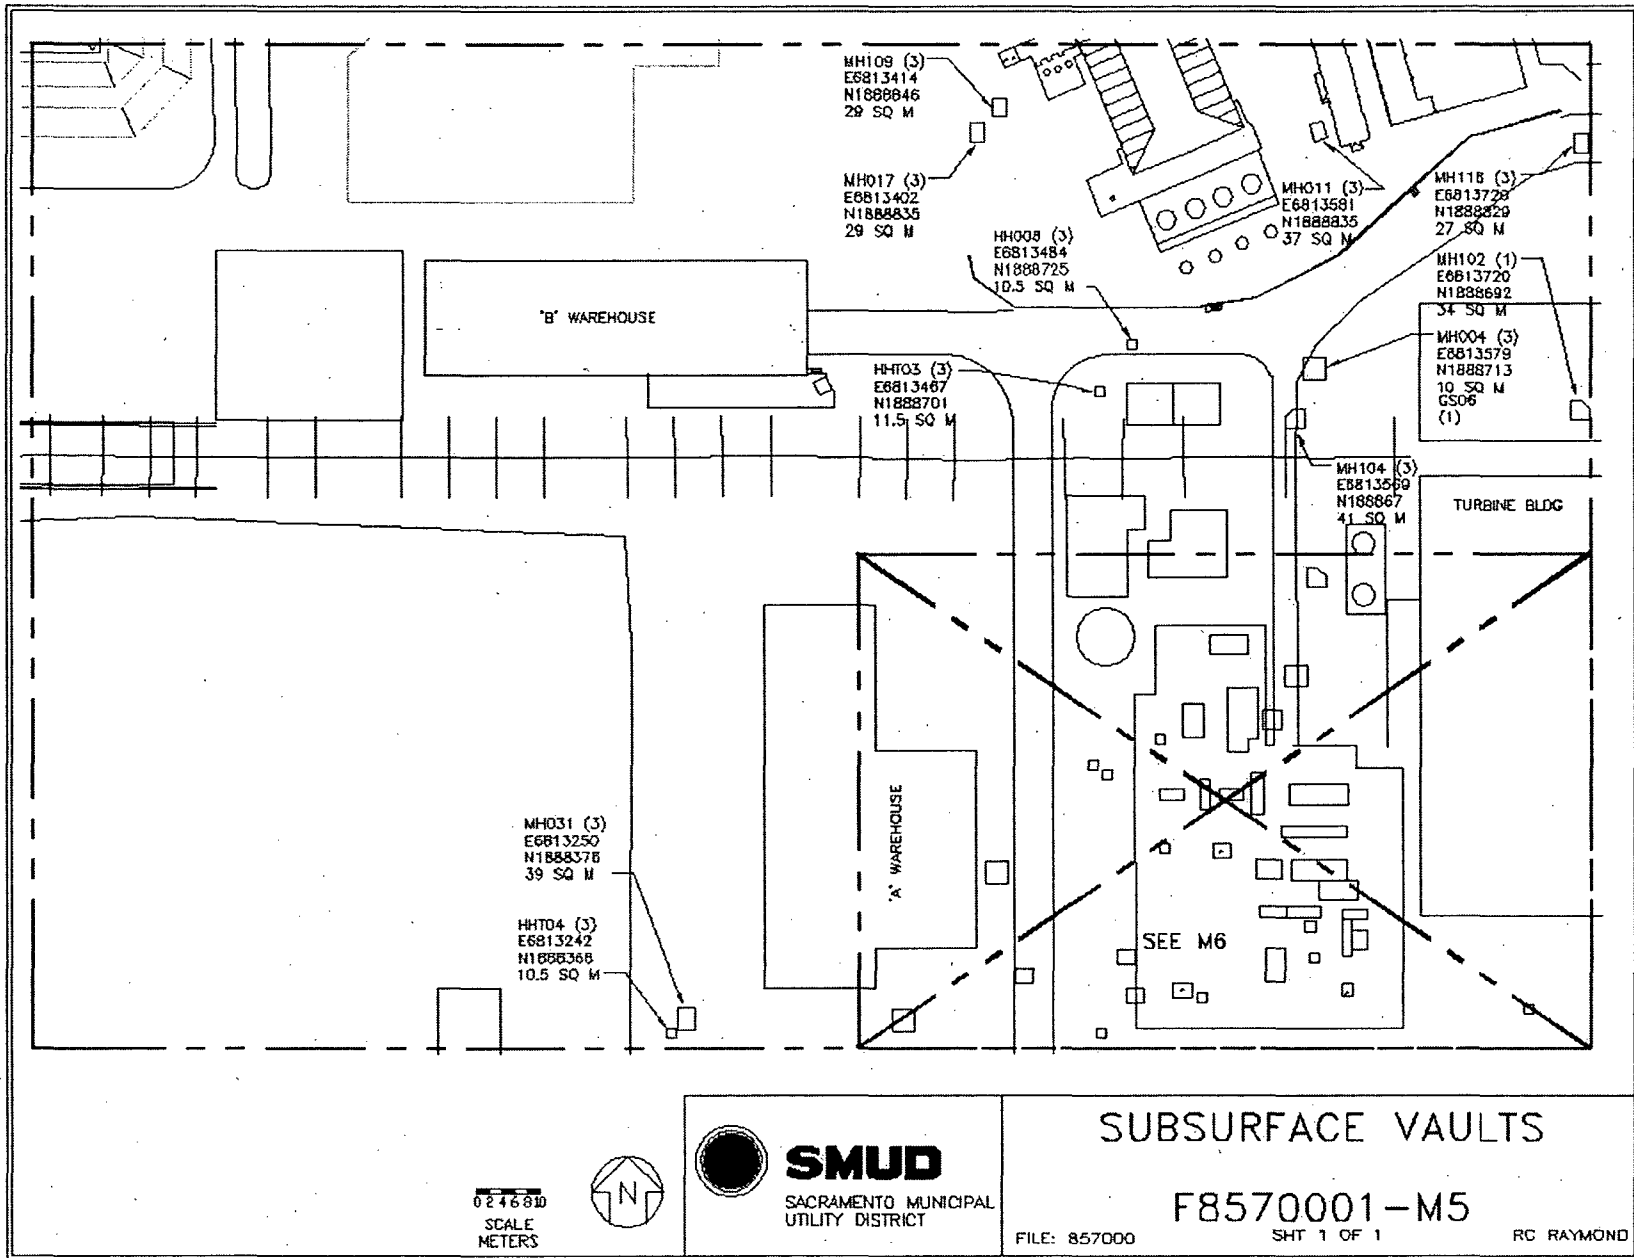 MH109 (3)
E6813414
N1888846
29 SQ M
MH017 (3)
E6813402
N1888835
29 SQ M
HH008 (3)
E6813484
N1888725
10.5 SQ M
MH011 (3)
E6813581
N1888835
37 SQ M
MH118 (3)
E6813729
N1888829
27 SQ M
MH102 (1)
E6813720
N1888692
34 SQ M
MH004 (3)
E6813579
N1888713
10 SQ M
GS06
(1)
"B" WAREHOUSE
HHT03 (3)
E6813467
N1888701
11.5 SQ M
MH104 (3)
E6813569
N188867
41 SQ M
TURBINE BLDG
"A" WAREHOUSE
MH031 (3)
E6813250
N1888376
39 SQ M
HHT04 (3)
E6813242
N1888368
10.5 SQ M
SEE M6
0 2 4 6 8 10
SCALE
METERS
N
SMUD
SACRAMENTO MUNICIPAL
UTILITY DISTRICT
SUBSURFACE VAULTS
F8570001-M5
FILE: 857000
SHT 1 OF 1
RC RAYMOND